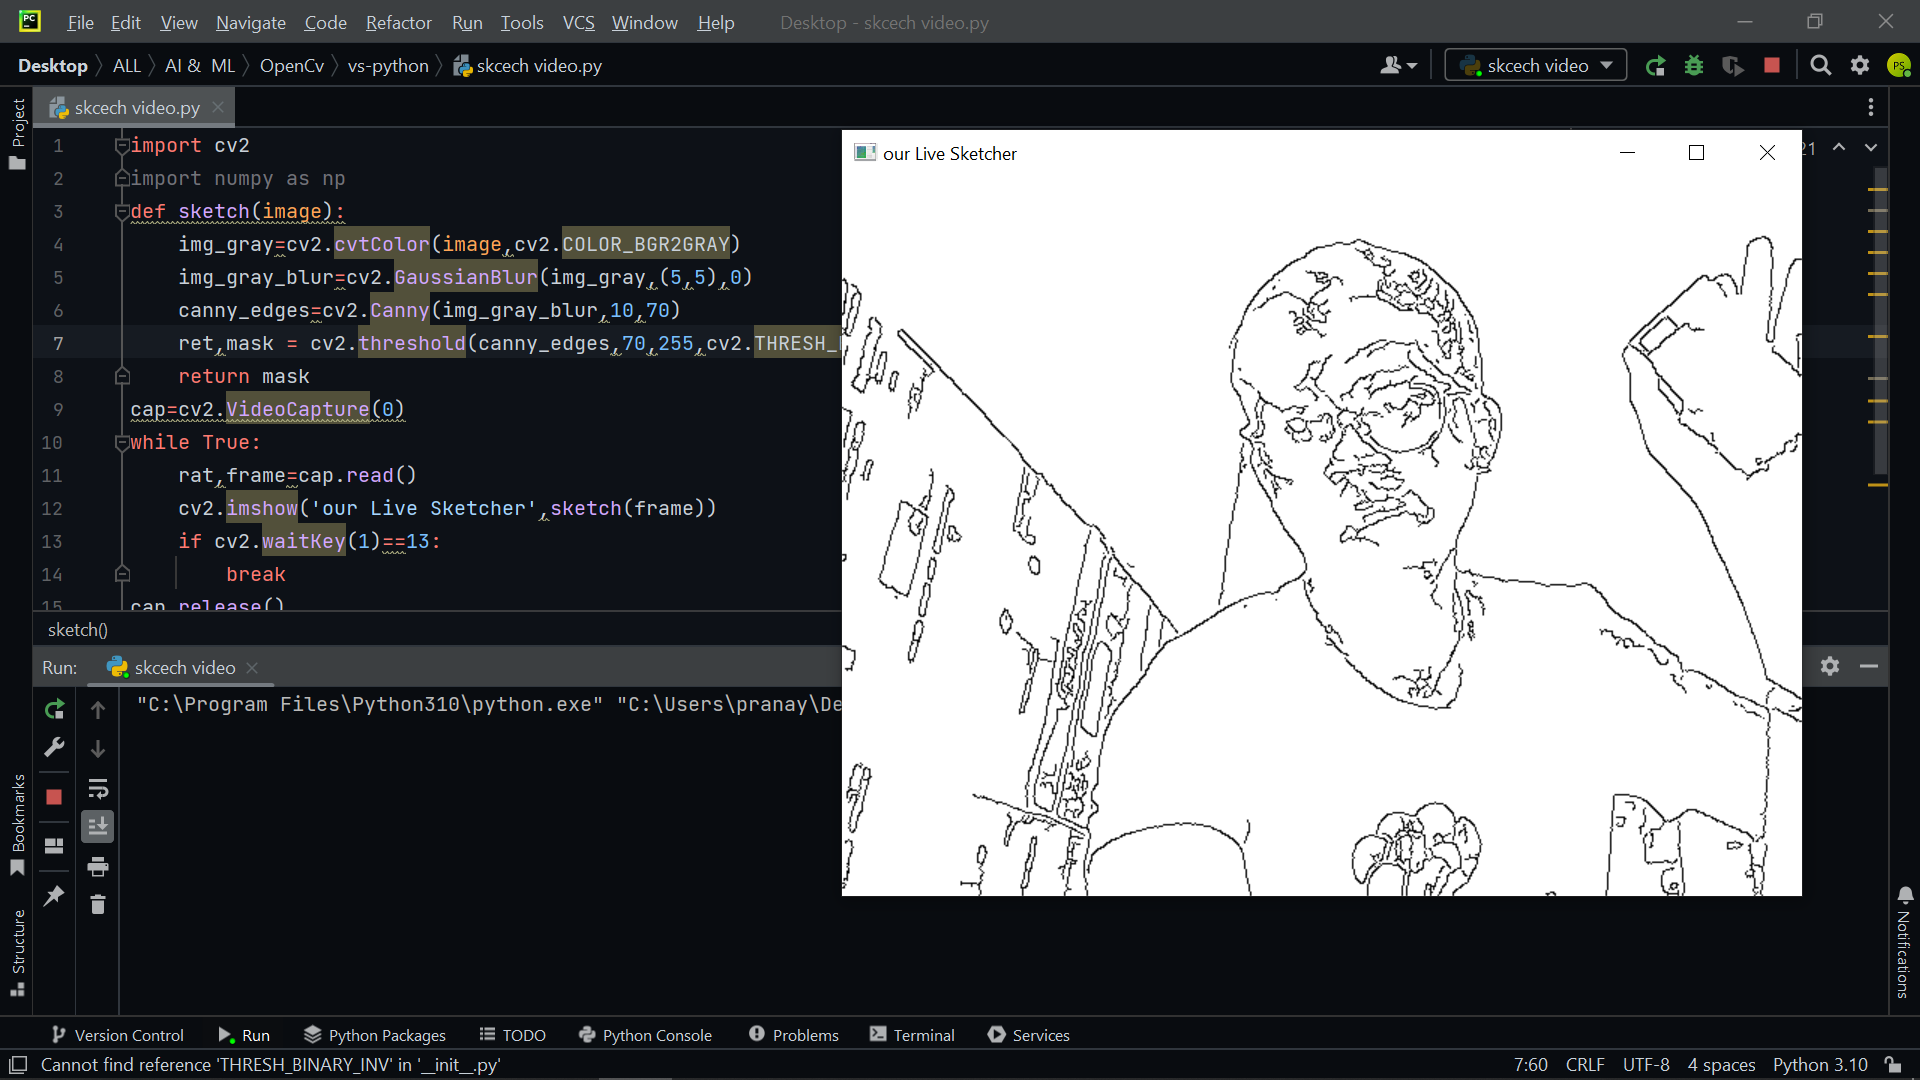 PC
File Edit View Navigate Code Refactor Run Tools VCS Window Help Desktop - skcech video.py
Desktop ALL AI & ML OpenCv vs-python skcech video.py
skcech video
PS
Project
skcech video.py
1 import cv2
2 import numpy as np
3 def sketch(image):
4 img_gray=cv2.cvtColor(image,cv2.COLOR_BGR2GRAY)
5 img_gray_blur=cv2.GaussianBlur(img_gray,(5,5),0)
6 canny_edges=cv2.Canny(img_gray_blur,10,70)
7 ret,mask = cv2.threshold(canny_edges,70,255,cv2.THRESH_
8 return mask
9 cap=cv2.VideoCapture(0)
10 while True:
11 rat,frame=cap.read()
12 cv2.imshow('our Live Sketcher',sketch(frame))
13 if cv2.waitKey(1)==13:
14 break
15 cap.release()
our Live Sketcher
21
sketch()
Run: skcech video
"C:\Program Files\Python310\python.exe" "C:\Users\pranay\De
Bookmarks
Structure
Notifications
Version Control Run Python Packages TODO Python Console Problems Terminal Services
Cannot find reference 'THRESH_BINARY_INV' in '__init__.py' 7:60 CRLF UTF-8 4 spaces Python 3.10